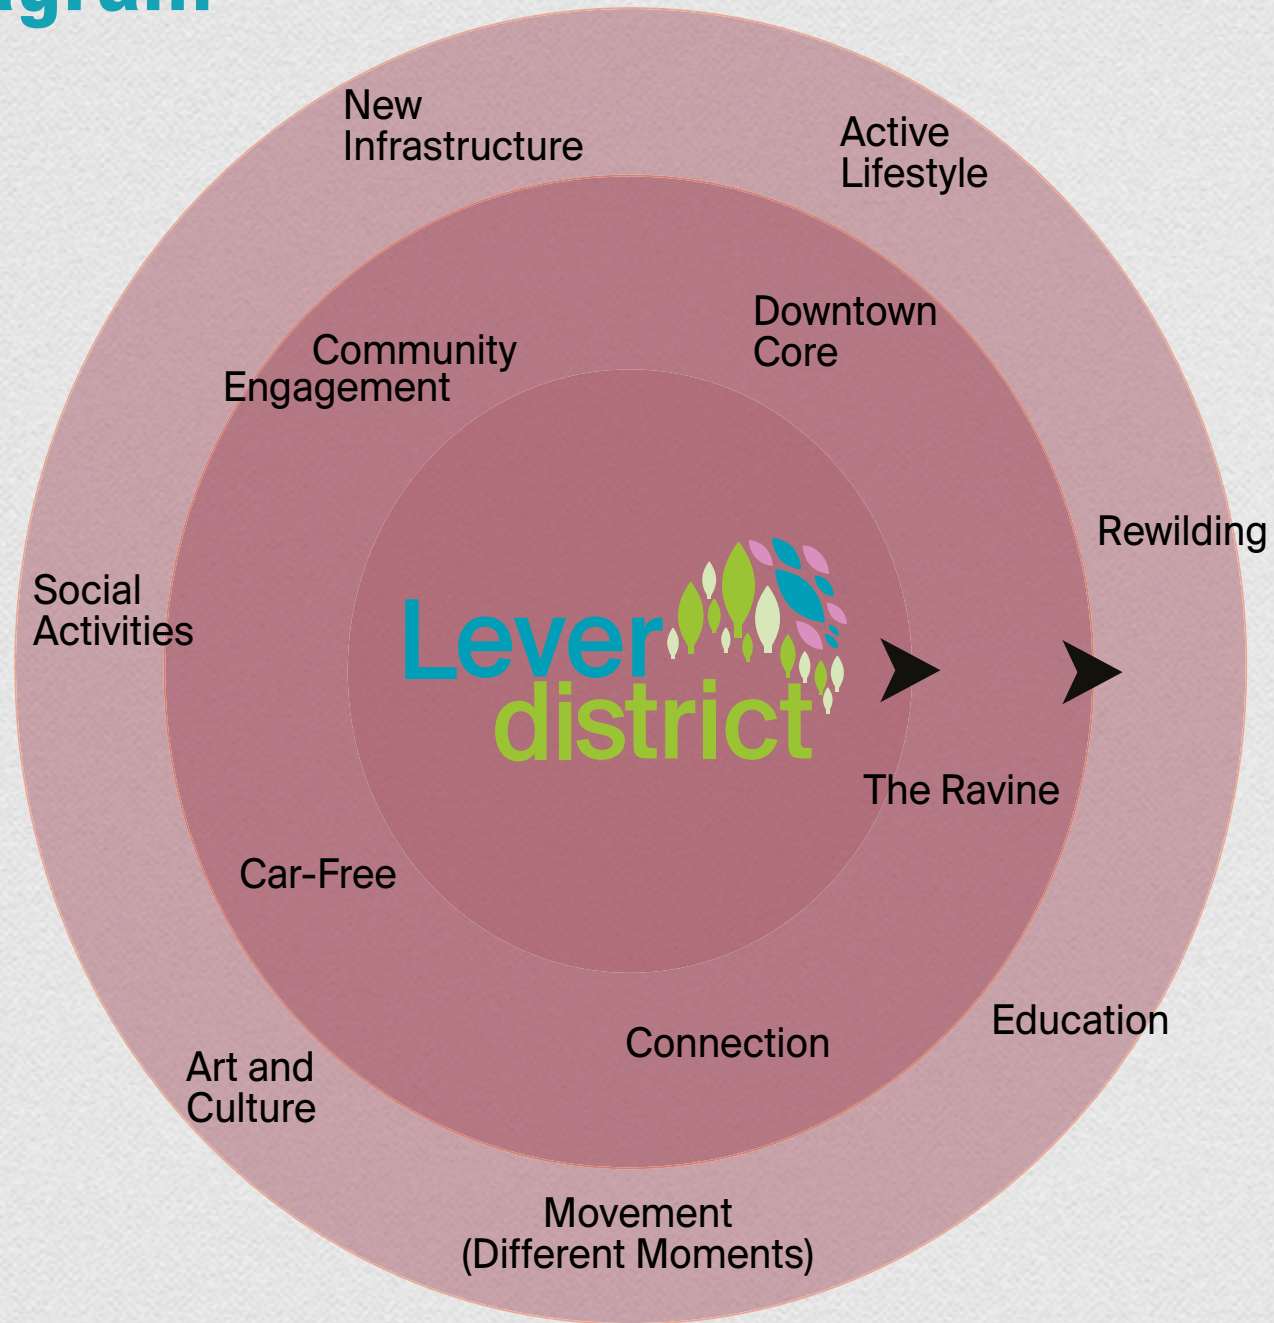 New
Infrastructure
Active
Lifestyle
Downtown
Core
Community
Engagement
Rewilding
Social
Activities
Lever
district
The Ravine
Car-Free
Education
Connection
Art and
Culture
Movement
(Different Moments)